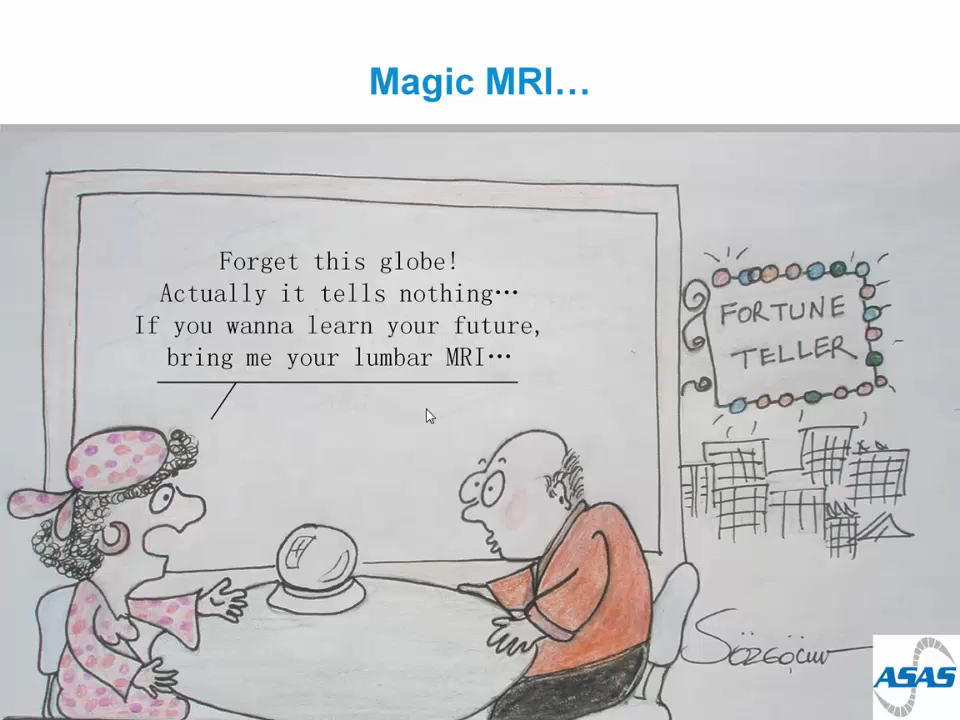 Magic MRI…
Forget this globe!
Actually it tells nothing…
If you wanna learn your future,
bring me your lumbar MRI…
FORTUNE
TELLER
ASAS